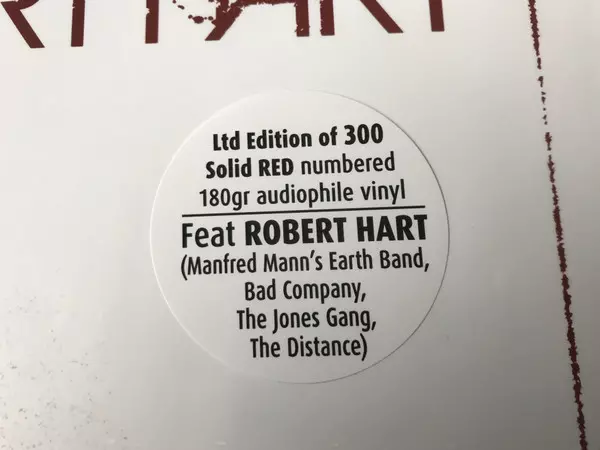 Ltd Edition of 300
Solid RED numbered
180gr audiophile vinyl
Feat ROBERT HART
(Manfred Mann's Earth Band,
Bad Company,
The Jones Gang,
The Distance)